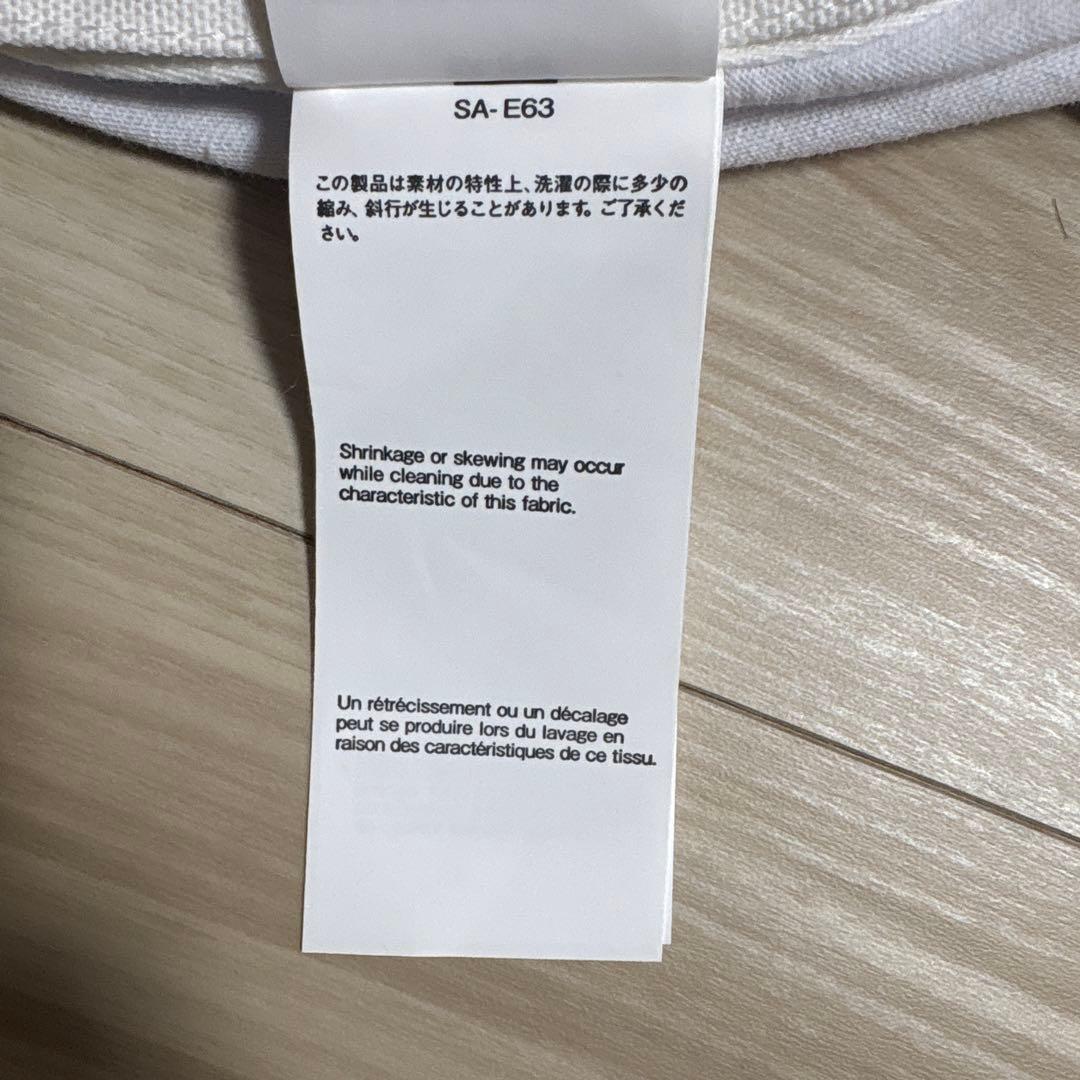 SA-E63
この製品は素材の特性上、洗濯の際に多少の
縮み、斜行が生じることがあります。ご了承くだ
さい。
Shrinkage or skewing may occur
while cleaning due to the
characteristic of this fabric.
Un rétrécissement ou un décalage
peut se produire lors du lavage en
raison des caractéristiques de ce tissu.